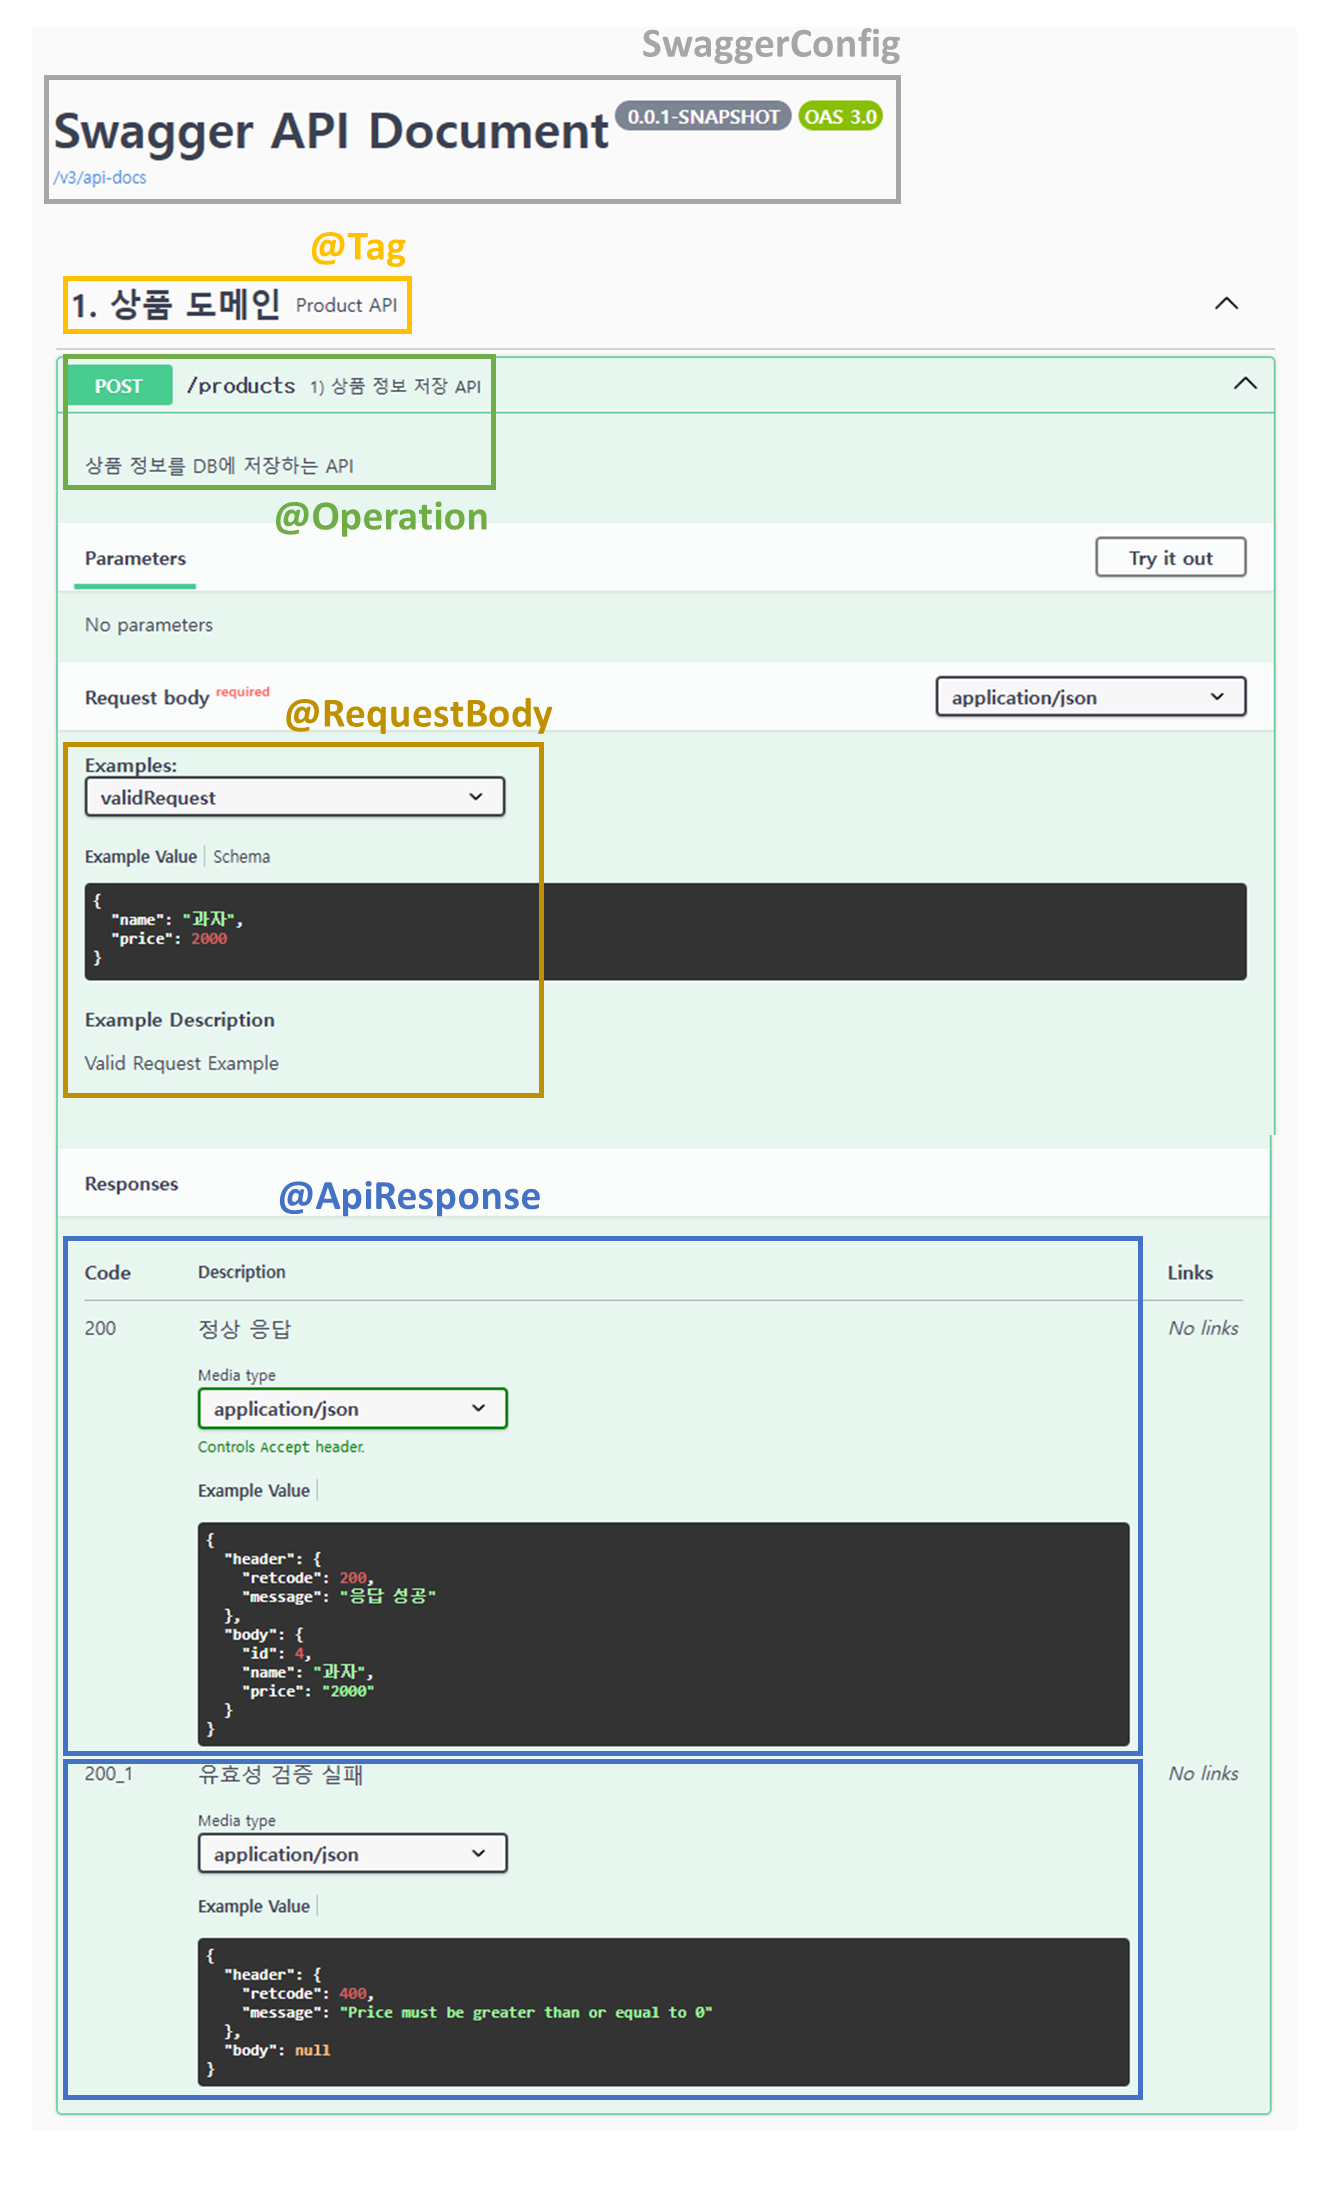 SwaggerConfig
Swagger API Document 0.0.1-SNAPSHOT OAS 3.0
/v3/api-docs
@Tag
1. 상품 도메인 Product API
POST /products 1) 상품 정보 저장 API
상품 정보를 DB에 저장하는 API
@Operation
Parameters Try it out
No parameters
Request body required application/json
@RequestBody
Examples:
validRequest
Example Value Schema
{
"name": "과자",
"price": 2000
}
Example Description
Valid Request Example
Responses @ApiResponse
Code Description Links
200 정상 응답 No links
Media type
application/json
Controls Accept header.
Example Value
{
"header": {
"retcode": 200,
"message": "응답 성공"
},
"body": {
"id": 4,
"name": "과자",
"price": "2000"
}
}
200_1 유효성 검증 실패 No links
Media type
application/json
Example Value
{
"header": {
"retcode": 400,
"message": "Price must be greater than or equal to 0"
},
"body": null
}